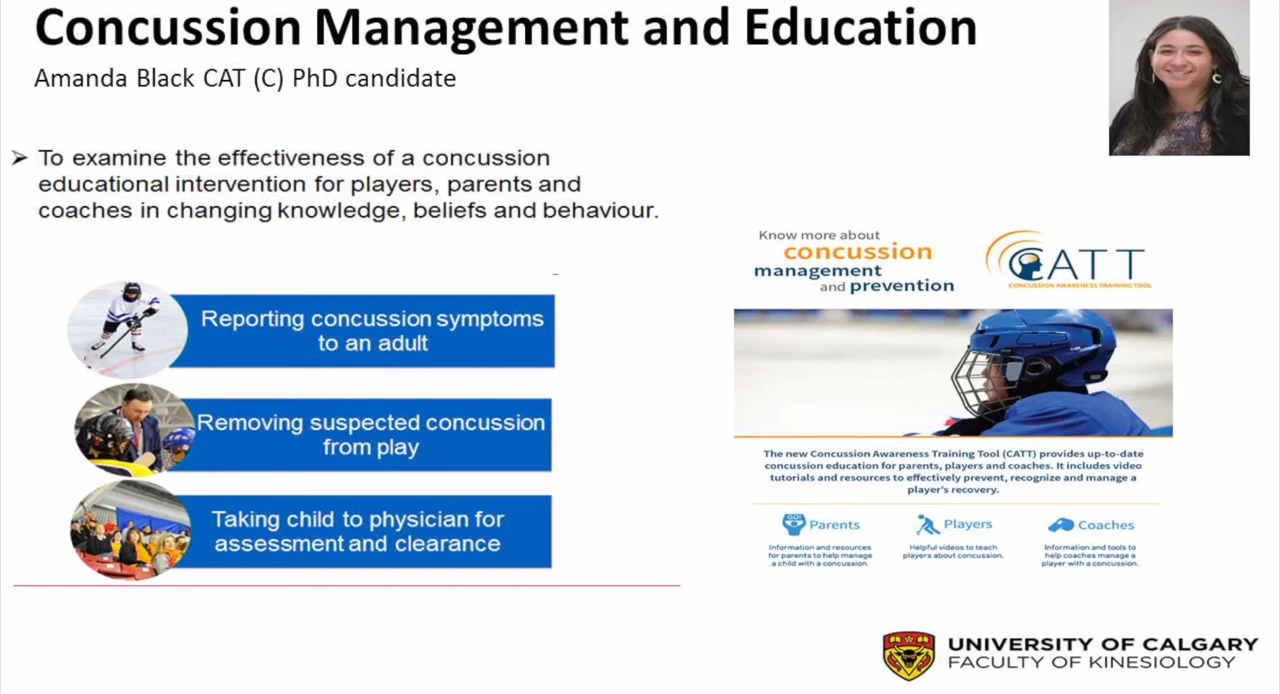 Concussion Management and Education
Amanda Black CAT (C) PhD candidate
➢ To examine the effectiveness of a concussion
educational intervention for players, parents and
coaches in changing knowledge, beliefs and behaviour.
Reporting concussion symptoms
to an adult
Removing suspected concussion
from play
Taking child to physician for
assessment and clearance
Know more about
concussion
management
and prevention
CATT
CONCUSSION AWARENESS TRAINING TOOL
The new Concussion Awareness Training Tool (CATT) provides up-to-date
concussion education for parents, players and coaches. It includes video
tutorials and resources to effectively prevent, recognize and manage a
player's recovery.
GO!
Parents
Information and resources
for parents to help manage
a child with a concussion.
Players
Helpful videos to teach
players about concussion.
Coaches
Information and tools to
help coaches manage a
player with a concussion.
UNIVERSITY OF CALGARY
FACULTY OF KINESIOLOGY